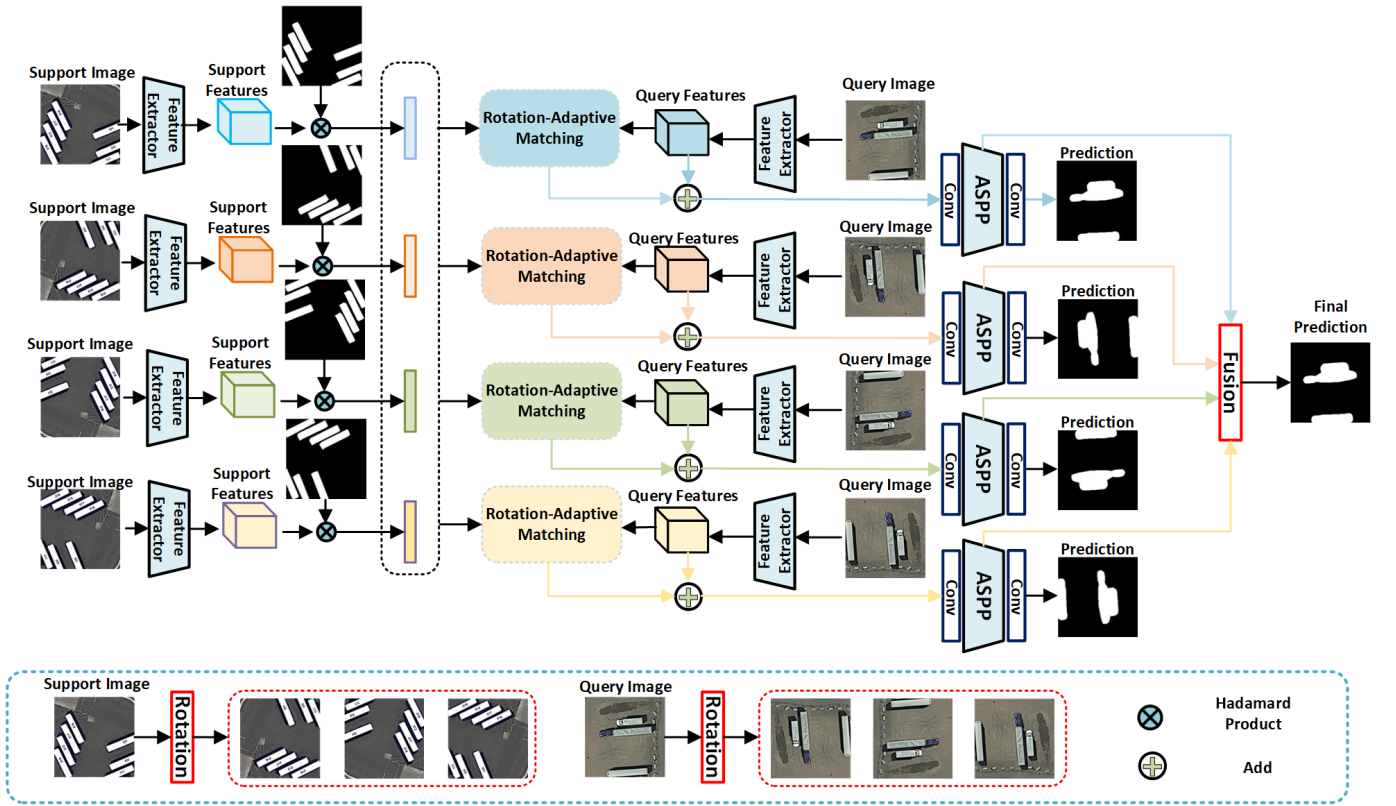 Support Image
Feature
Extractor
Support
Features
Rotation-Adaptive
Matching
Query Features
Feature
Extractor
Query Image
Conv
ASPP
Conv
Prediction
Support Image
Feature
Extractor
Support
Features
Rotation-Adaptive
Matching
Query Features
Feature
Extractor
Query Image
Conv
ASPP
Conv
Prediction
Support Image
Feature
Extractor
Support
Features
Rotation-Adaptive
Matching
Query Features
Feature
Extractor
Query Image
Conv
ASPP
Conv
Prediction
Support Image
Feature
Extractor
Support
Features
Rotation-Adaptive
Matching
Query Features
Feature
Extractor
Query Image
Conv
ASPP
Conv
Prediction
Fusion
Final
Prediction
Support Image
Rotation
Query Image
Rotation
Hadamard
Product
Add